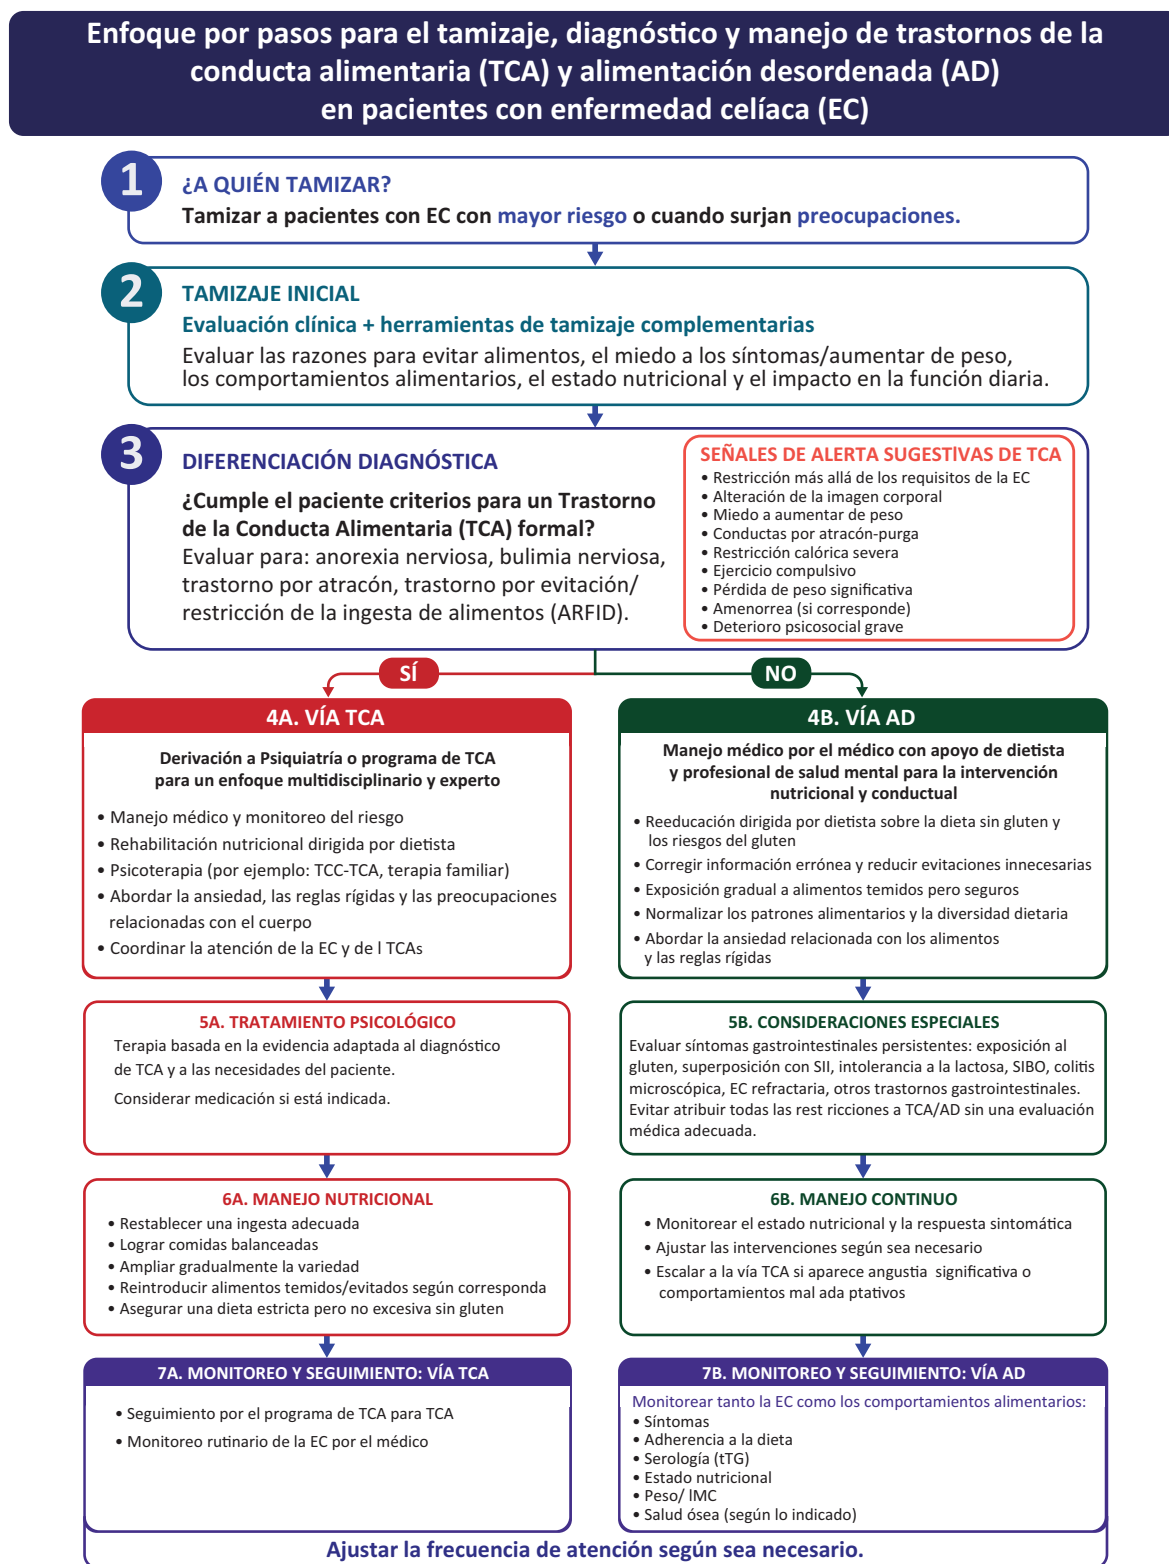 Enfoque por pasos para el tamizaje, diagnóstico y manejo de trastornos de la
conducta alimentaria (TCA) y alimentación desordenada (AD)
en pacientes con enfermedad celíaca (EC)
1
¿A QUIÉN TAMIZAR?
Tamizar a pacientes con EC con mayor riesgo o cuando surjan preocupaciones.
2
TAMIZAJE INICIAL
Evaluación clínica + herramientas de tamizaje complementarias
Evaluar las razones para evitar alimentos, el miedo a los síntomas/aumentar de peso,
los comportamientos alimentarios, el estado nutricional y el impacto en la función diaria.
3
DIFERENCIACIÓN DIAGNÓSTICA
¿Cumple el paciente criterios para un Trastorno
de la Conducta Alimentaria (TCA) formal?
Evaluar para: anorexia nerviosa, bulimia nerviosa,
trastorno por atracón, trastorno por evitación/
restricción de la ingesta de alimentos (ARFID).
SEÑALES DE ALERTA SUGESTIVAS DE TCA
• Restricción más allá de los requisitos de la EC
• Alteración de la imagen corporal
• Miedo a aumentar de peso
• Conductas por atracón-purga
• Restricción calórica severa
• Ejercicio compulsivo
• Pérdida de peso significativa
• Amenorrea (si corresponde)
• Deterioro psicosocial grave
SÍ
NO
4A. VÍA TCA
Derivación a Psiquiatría o programa de TCA
para un enfoque multidisciplinario y experto
• Manejo médico y monitoreo del riesgo
• Rehabilitación nutricional dirigida por dietista
• Psicoterapia (por ejemplo: TCC-TCA, terapia familiar)
• Abordar la ansiedad, las reglas rígidas y las preocupaciones
relacionadas con el cuerpo
• Coordinar la atención de la EC y de l TCAs
4B. VÍA AD
Manejo médico por el médico con apoyo de dietista
y profesional de salud mental para la intervención
nutricional y conductual
• Reeducación dirigida por dietista sobre la dieta sin gluten y
los riesgos del gluten
• Corregir información errónea y reducir evitaciones innecesarias
• Exposición gradual a alimentos temidos pero seguros
• Normalizar los patrones alimentarios y la diversidad dietaria
• Abordar la ansiedad relacionada con los alimentos
y las reglas rígidas
5A. TRATAMIENTO PSICOLÓGICO
Terapia basada en la evidencia adaptada al diagnóstico
de TCA y a las necesidades del paciente.
Considerar medicación si está indicada.
5B. CONSIDERACIONES ESPECIALES
Evaluar síntomas gastrointestinales persistentes: exposición al
gluten, superposición con SII, intolerancia a la lactosa, SIBO, colitis
microscópica, EC refractaria, otros trastornos gastrointestinales.
Evitar atribuir todas las rest ricciones a TCA/AD sin una evaluación
médica adecuada.
6A. MANEJO NUTRICIONAL
• Restablecer una ingesta adecuada
• Lograr comidas balanceadas
• Ampliar gradualmente la variedad
• Reintroducir alimentos temidos/evitados según corresponda
• Asegurar una dieta estricta pero no excesiva sin gluten
6B. MANEJO CONTINUO
• Monitorear el estado nutricional y la respuesta sintomática
• Ajustar las intervenciones según sea necesario
• Escalar a la vía TCA si aparece angustia significativa o
comportamientos mal ada ptativos
7A. MONITOREO Y SEGUIMIENTO: VÍA TCA
• Seguimiento por el programa de TCA para TCA
• Monitoreo rutinario de la EC por el médico
7B. MONITOREO Y SEGUIMIENTO: VÍA AD
Monitorear tanto la EC como los comportamientos alimentarios:
• Síntomas
• Adherencia a la dieta
• Serología (tTG)
• Estado nutricional
• Peso/ IMC
• Salud ósea (según lo indicado)
Ajustar la frecuencia de atención según sea necesario.